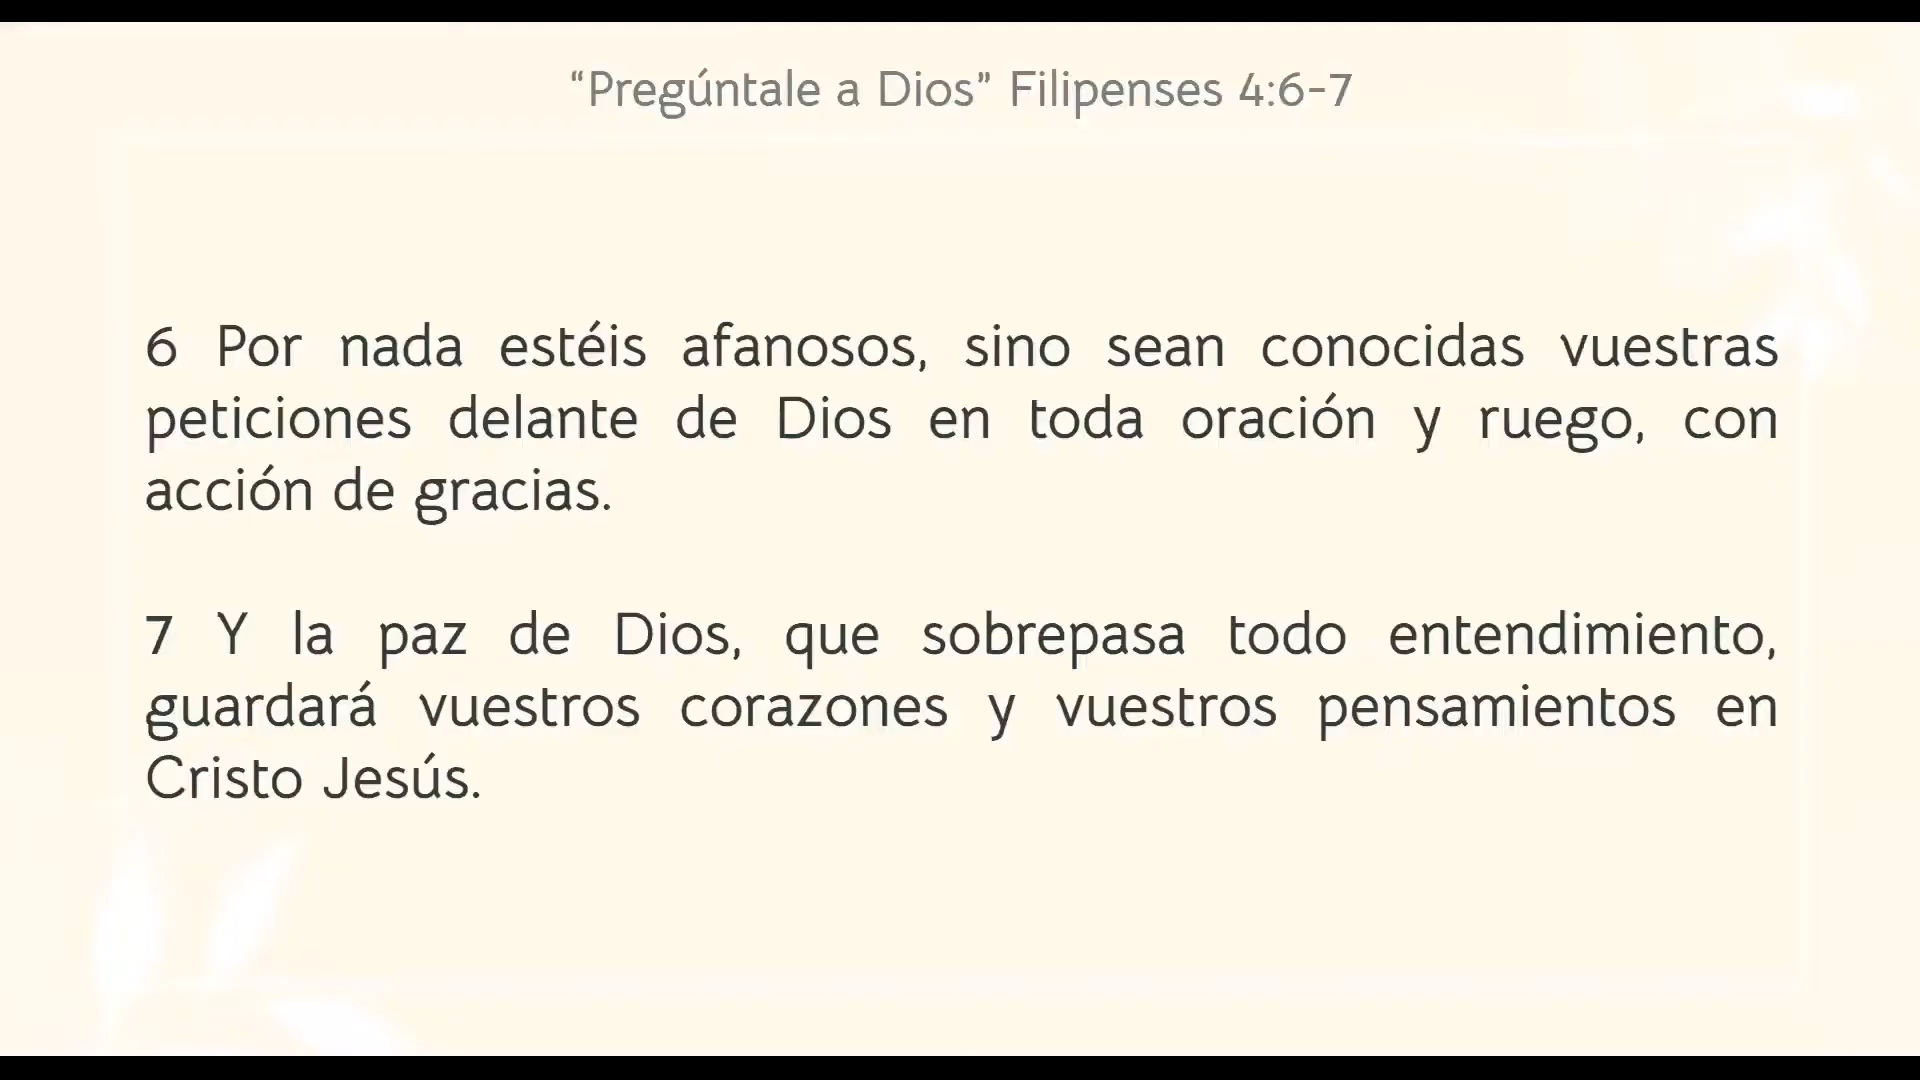 “Pregúntale a Dios” Filipenses 4:6-7
6 Por nada estéis afanosos, sino sean conocidas vuestras
peticiones delante de Dios en toda oración y ruego, con
acción de gracias.
7 Y la paz de Dios, que sobrepasa todo entendimiento,
guardará vuestros corazones y vuestros pensamientos en
Cristo Jesús.